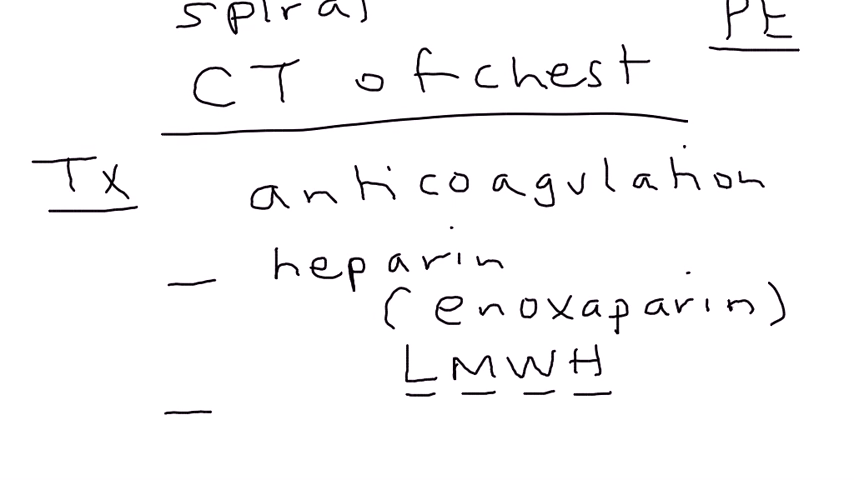 spiral PE
CT of chest
Tx anticoagulation
— heparin
(enoxaparin)
LMWH
—